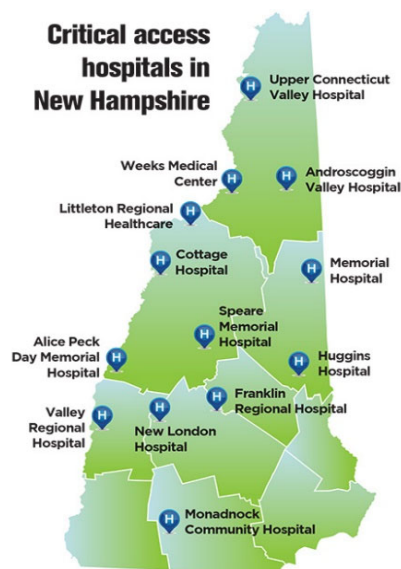 Critical access
hospitals in
New Hampshire
H
Upper Connecticut
Valley Hospital
Weeks Medical
Center
H
H
Androscoggin
Valley Hospital
Littleton Regional
Healthcare
H
Cottage
Hospital
H
H
Memorial
Hospital
Speare
Memorial
Hospital
H
Alice Peck
Day Memorial
Hospital
H
H
Huggins
Hospital
Valley
Regional
Hospital
H
H
New London
Hospital
H
Franklin
Regional Hospital
H
Monadnock
Community Hospital